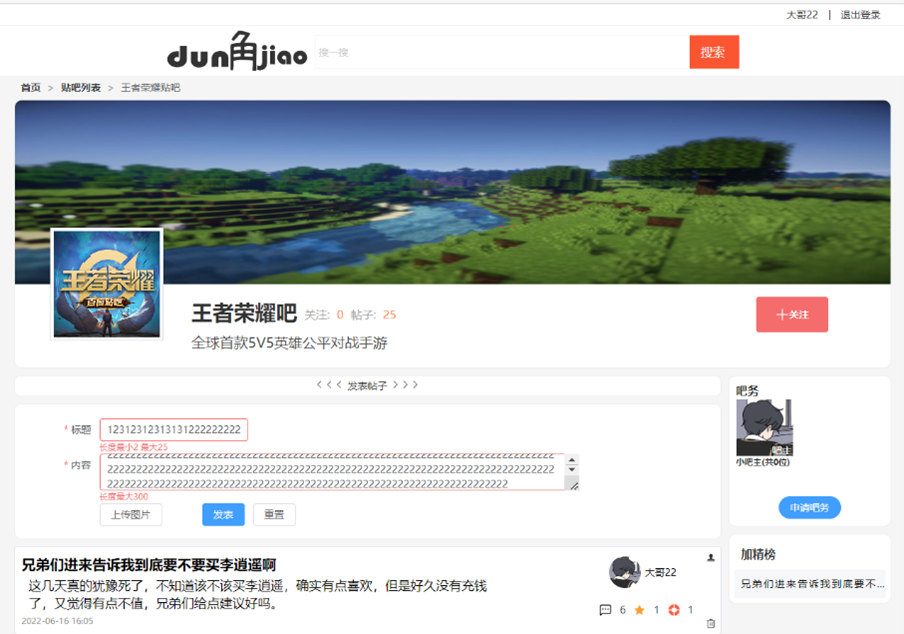 大哥22 | 退出登录
dun角jiao
搜一搜
搜索
首页 > 贴吧列表 > 王者荣耀贴吧
王者荣耀
百度贴吧
王者荣耀吧 关注: 0 帖子: 25
+关注
全球首款5V5英雄公平对战手游
<<< 发表帖子 >>>
* 标题
长度最小2 最大25
* 内容
长度最大300
上传图片
发表
重置
吧务
吧主
小吧主(共0位)
申请吧务
兄弟们进来告诉我到底要不要买李逍遥啊
这几天真的犹豫死了，不知道该不该买李逍遥，确实有点喜欢，但是好久没有充钱
了，又觉得有点不值，兄弟们给点建议好吗。
2022-06-16 16:05
大哥22
6 1 1
加精榜
兄弟们进来告诉我到底要不...